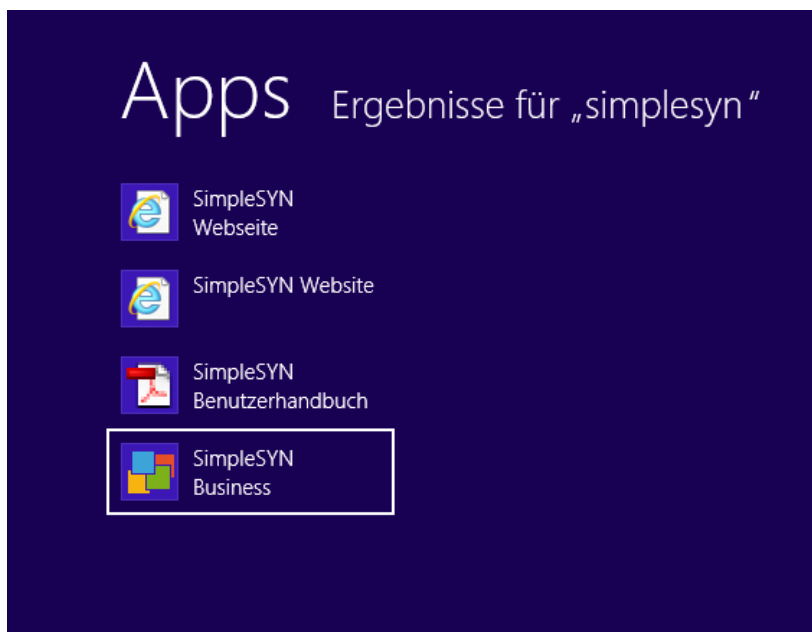 Apps Ergebnisse für „simplesyn“
SimpleSYN
Webseite
SimpleSYN Website
SimpleSYN
Benutzerhandbuch
SimpleSYN
Business